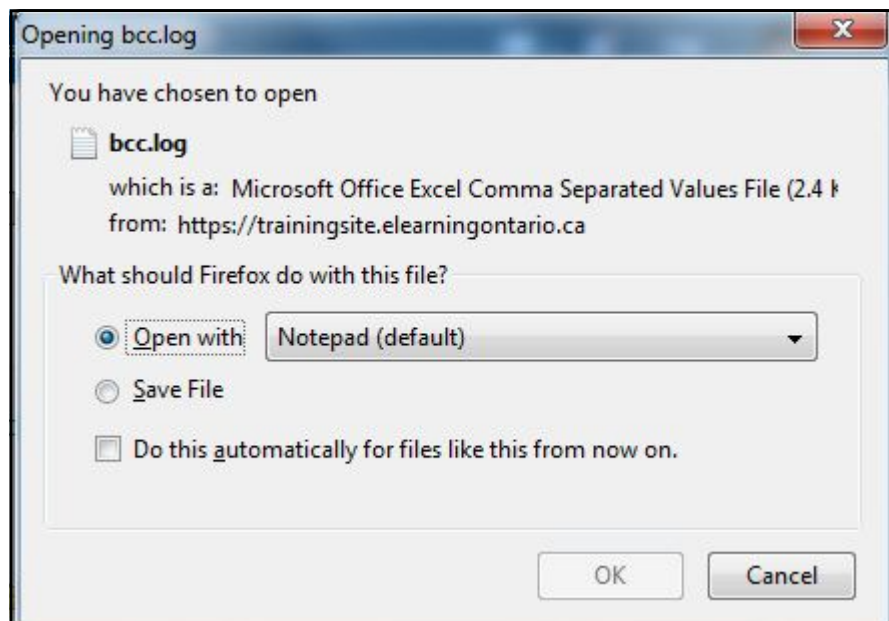 Opening bcc.log
You have chosen to open
bcc.log
which is a: Microsoft Office Excel Comma Separated Values File (2.4
from: https://trainingsite.elearningontario.ca
What should Firefox do with this file?
Open with Notepad (default)
Save File
Do this automatically for files like this from now on.
OK Cancel